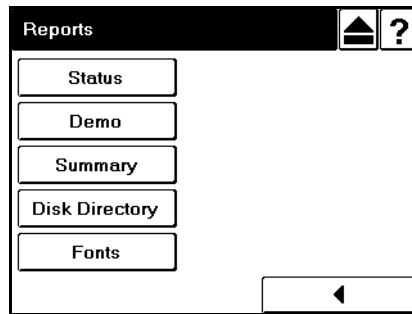 Reports
?
Status
Demo
Summary
Disk Directory
Fonts